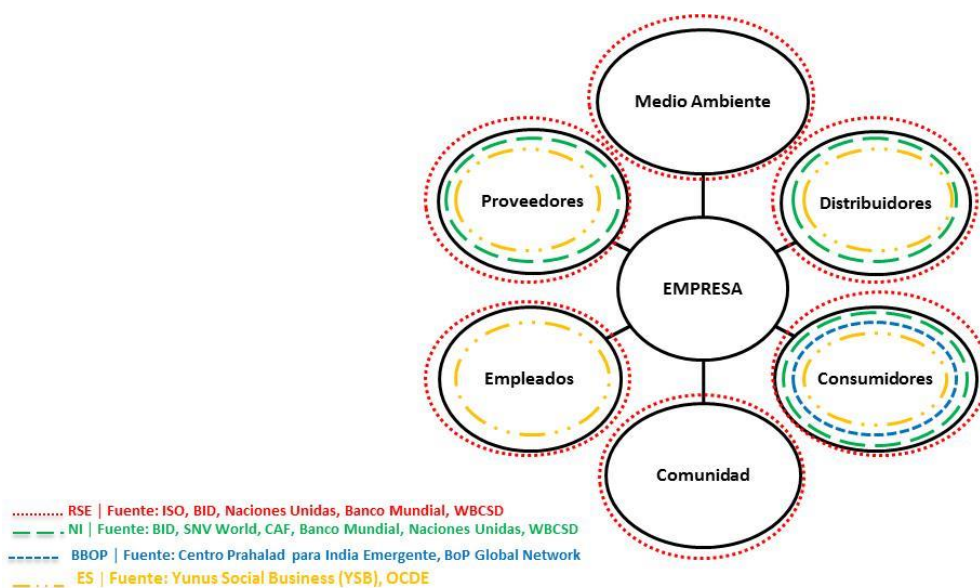 Medio Ambiente
Proveedores
Distribuidores
EMPRESA
Empleados
Consumidores
Comunidad
RSE | Fuente: ISO, BID, Naciones Unidas, Banco Mundial, WBCSD
NI | Fuente: BID, SNV World, CAF, Banco Mundial, Naciones Unidas, WBCSD
BBOP | Fuente: Centro Prahalad para India Emergente, BoP Global Network
ES | Fuente: Yunus Social Business (YSB), OCDE